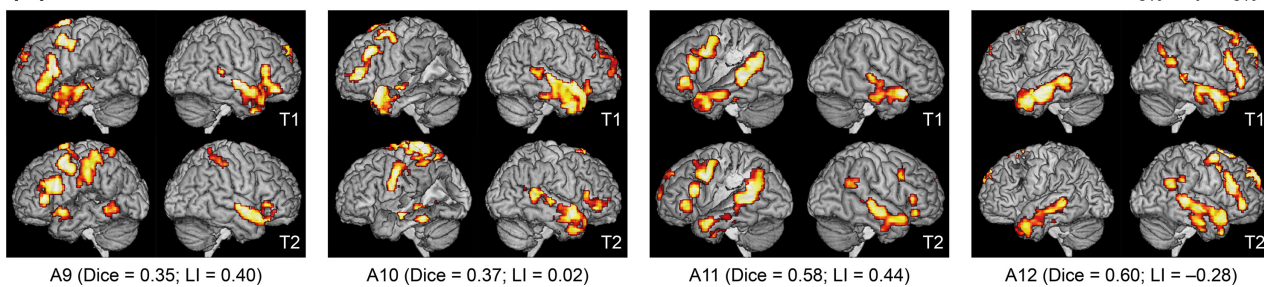 T1 T1 T1 T1
T2 T2 T2 T2
A9 (Dice = 0.35; LI = 0.40) A10 (Dice = 0.37; LI = 0.02) A11 (Dice = 0.58; LI = 0.44) A12 (Dice = 0.60; LI = –0.28)